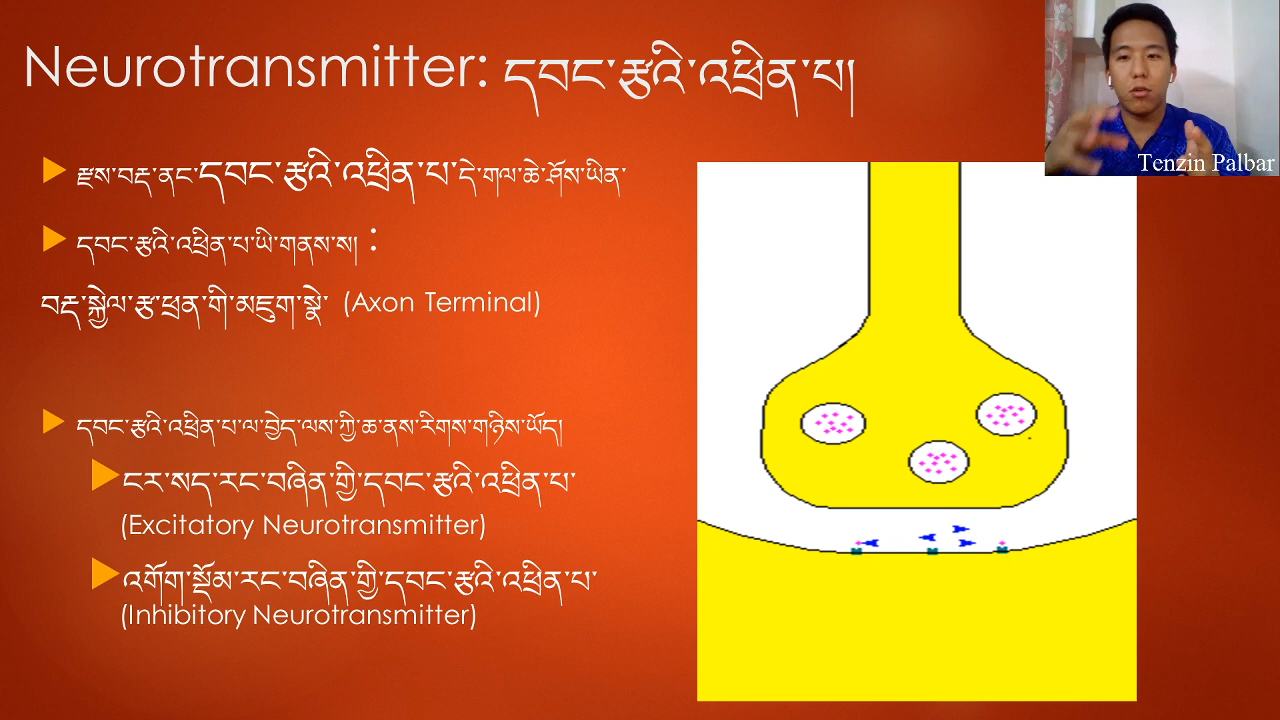 Neurotransmitter: དབང་རྩའི་འཕྲིན་པ།
Tenzin Palbar
རྫས་བརྡ་ནང་དབང་རྩའི་འཕྲིན་པ་དེ་གལ་ཆེ་ཤོས་ཡིན་
དབང་རྩའི་འཕྲིན་པ་ཡི་གནས་ས། :
བརྡ་སྐྱེལ་རྩ་ཕྲན་གི་མཇུག་སྣེ་ (Axon Terminal)
དབང་རྩའི་འཕྲིན་པ་ལ་བྱེད་ལས་ཀྱི་ཆ་ནས་རིགས་གཉིས་ཡོད།
ངར་སད་རང་བཞིན་གྱི་དབང་རྩའི་འཕྲིན་པ་
(Excitatory Neurotransmitter)
འགོག་སྡོམ་རང་བཞིན་གྱི་དབང་རྩའི་འཕྲིན་པ་
(Inhibitory Neurotransmitter)